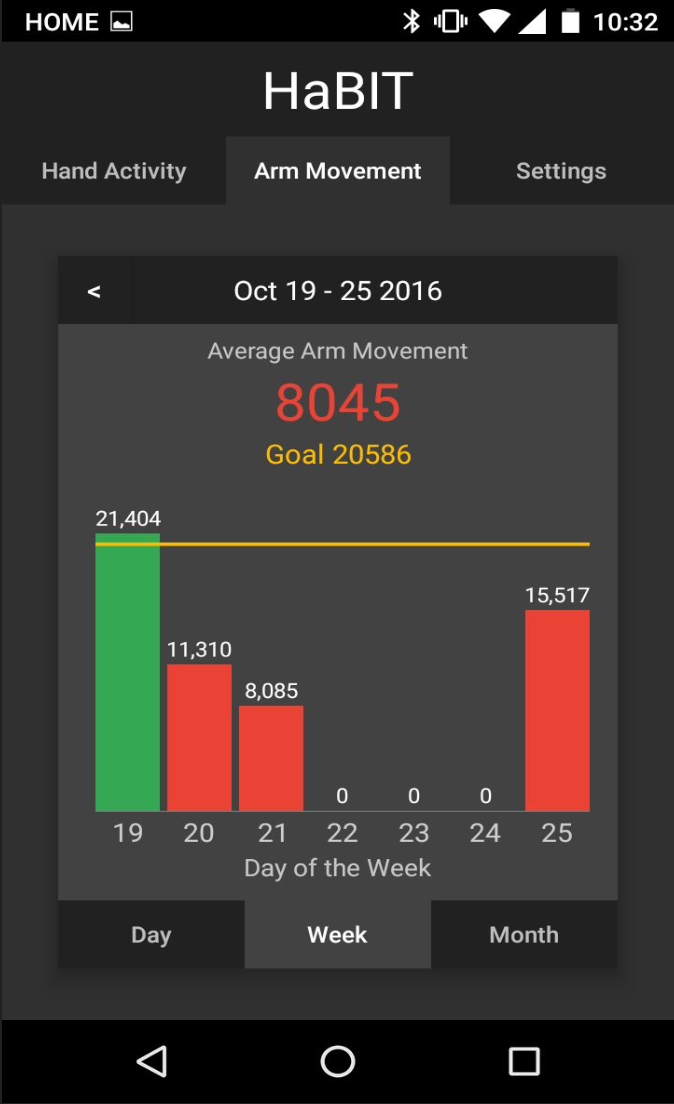 HOME 10:32
HaBIT
Hand Activity Arm Movement Settings
< Oct 19 - 25 2016
Average Arm Movement
8045
Goal 20586
21,404
15,517
11,310
8,085
0 0 0
19 20 21 22 23 24 25
Day of the Week
Day Week Month